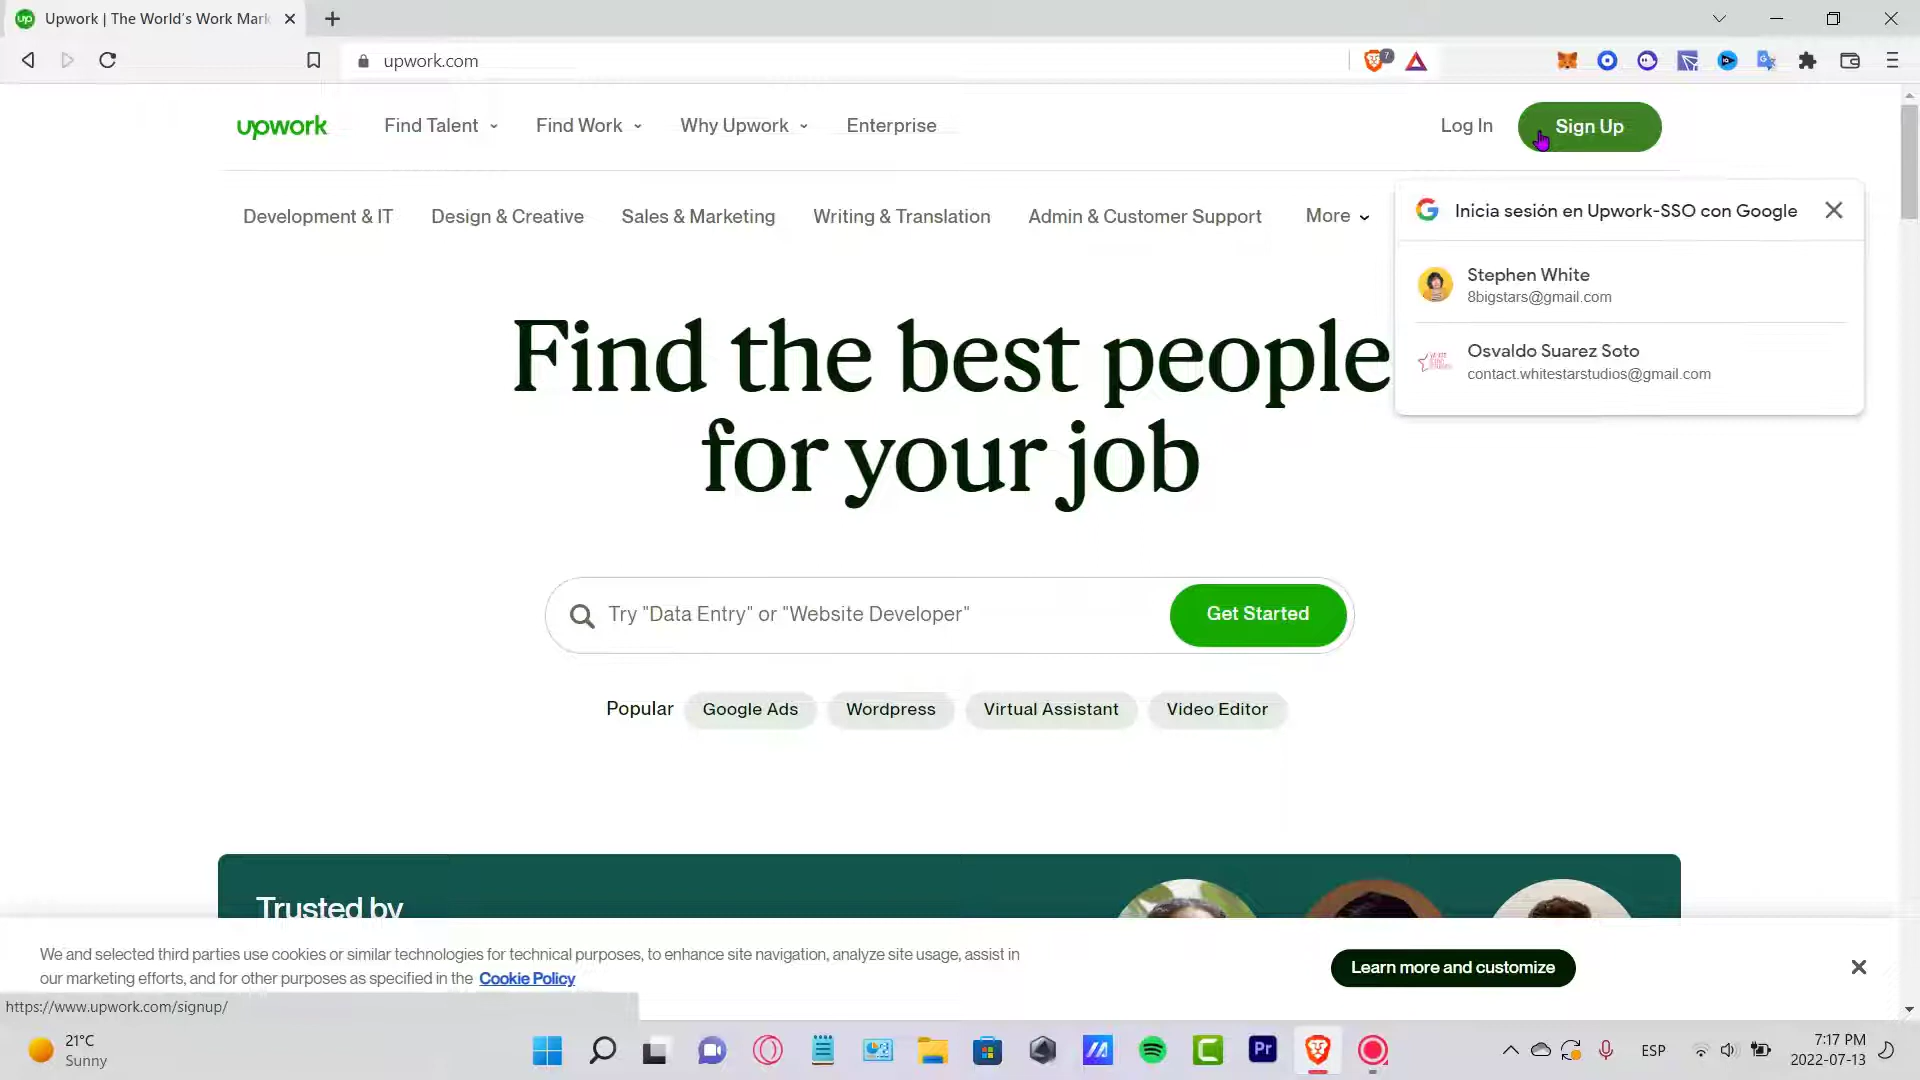 Upwork | The World's Work Mark
upwork.com
7
upwork
Find Talent
Find Work
Why Upwork
Enterprise
Log In
Sign Up
Development & IT
Design & Creative
Sales & Marketing
Writing & Translation
Admin & Customer Support
More
Inicia sesión en Upwork-SSO con Google
Stephen White
8bigstars@gmail.com
Osvaldo Suarez Soto
contact.whitestarstudios@gmail.com
Find the best people
for your job
Try "Data Entry" or "Website Developer"
Get Started
Popular
Google Ads
Wordpress
Virtual Assistant
Video Editor
Trusted by
We and selected third parties use cookies or similar technologies for technical purposes, to enhance site navigation, analyze site usage, assist in
our marketing efforts, and for other purposes as specified in the Cookie Policy
Learn more and customize
https://www.upwork.com/signup/
21°C
Sunny
Pr
ESP
7:17 PM
2022-07-13